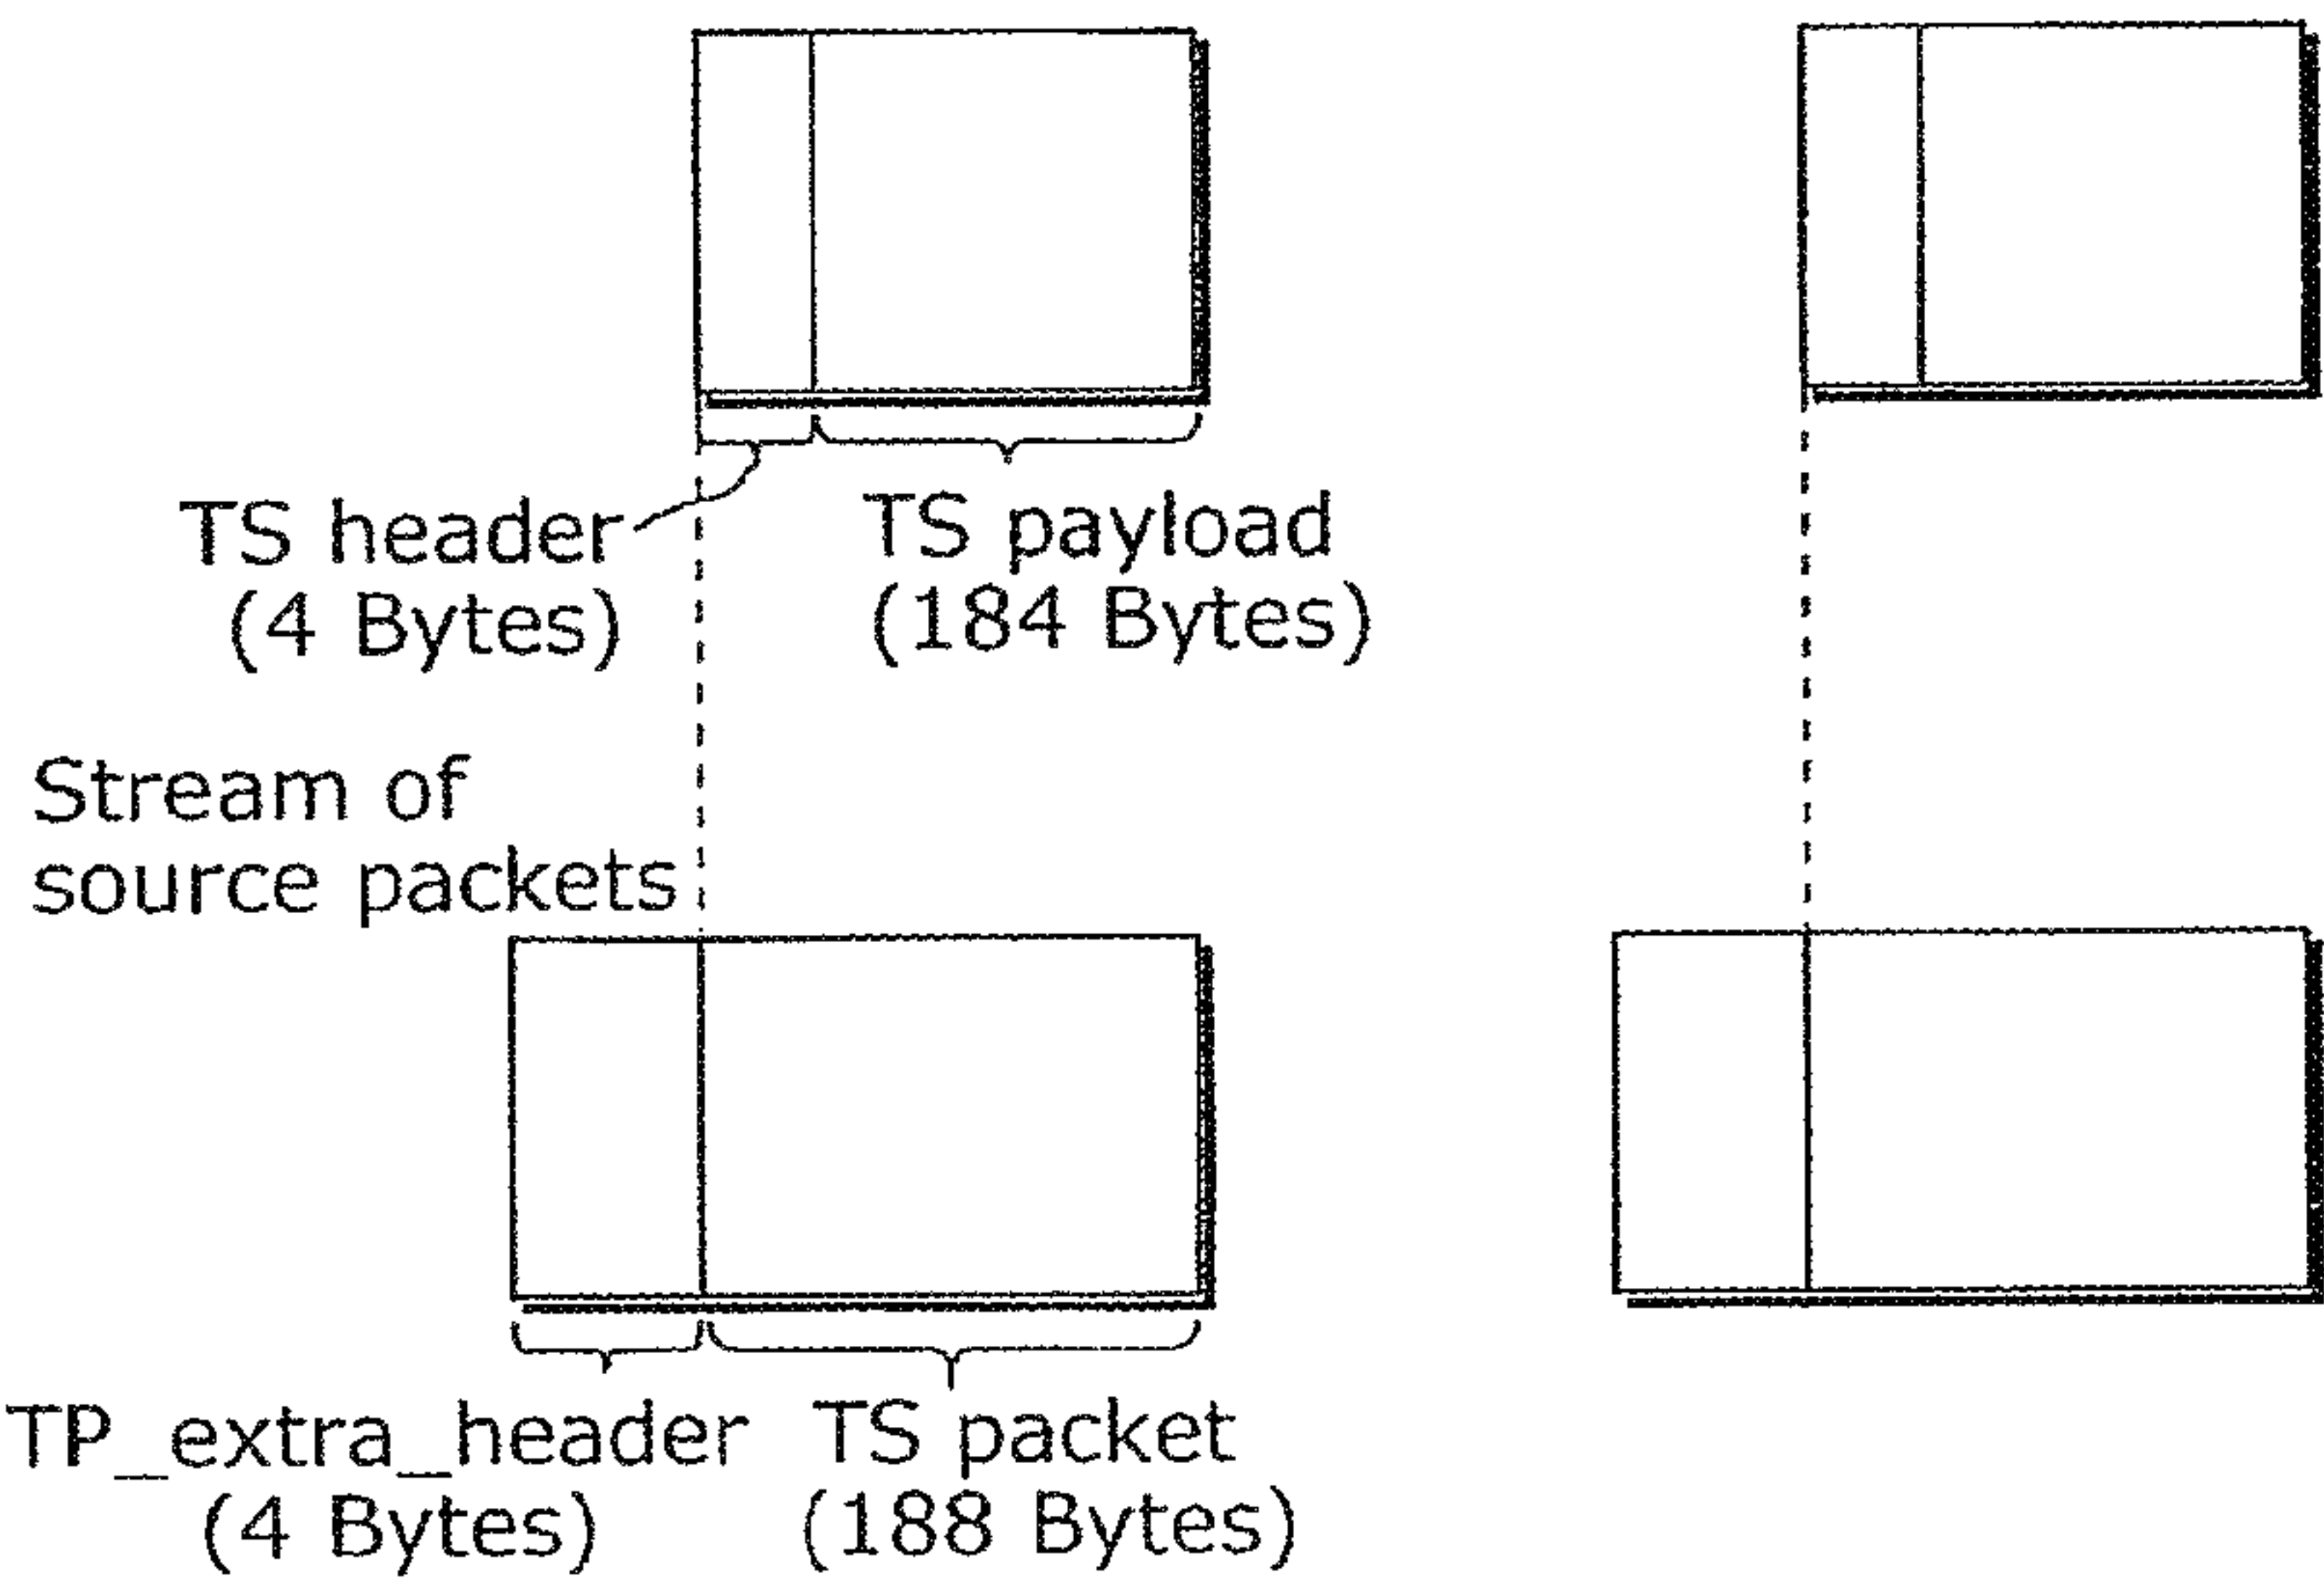 TS header
(4 Bytes)
TS payload
(184 Bytes)
Stream of
source packets
TP_extra_header
(4 Bytes)
TS packet
(188 Bytes)